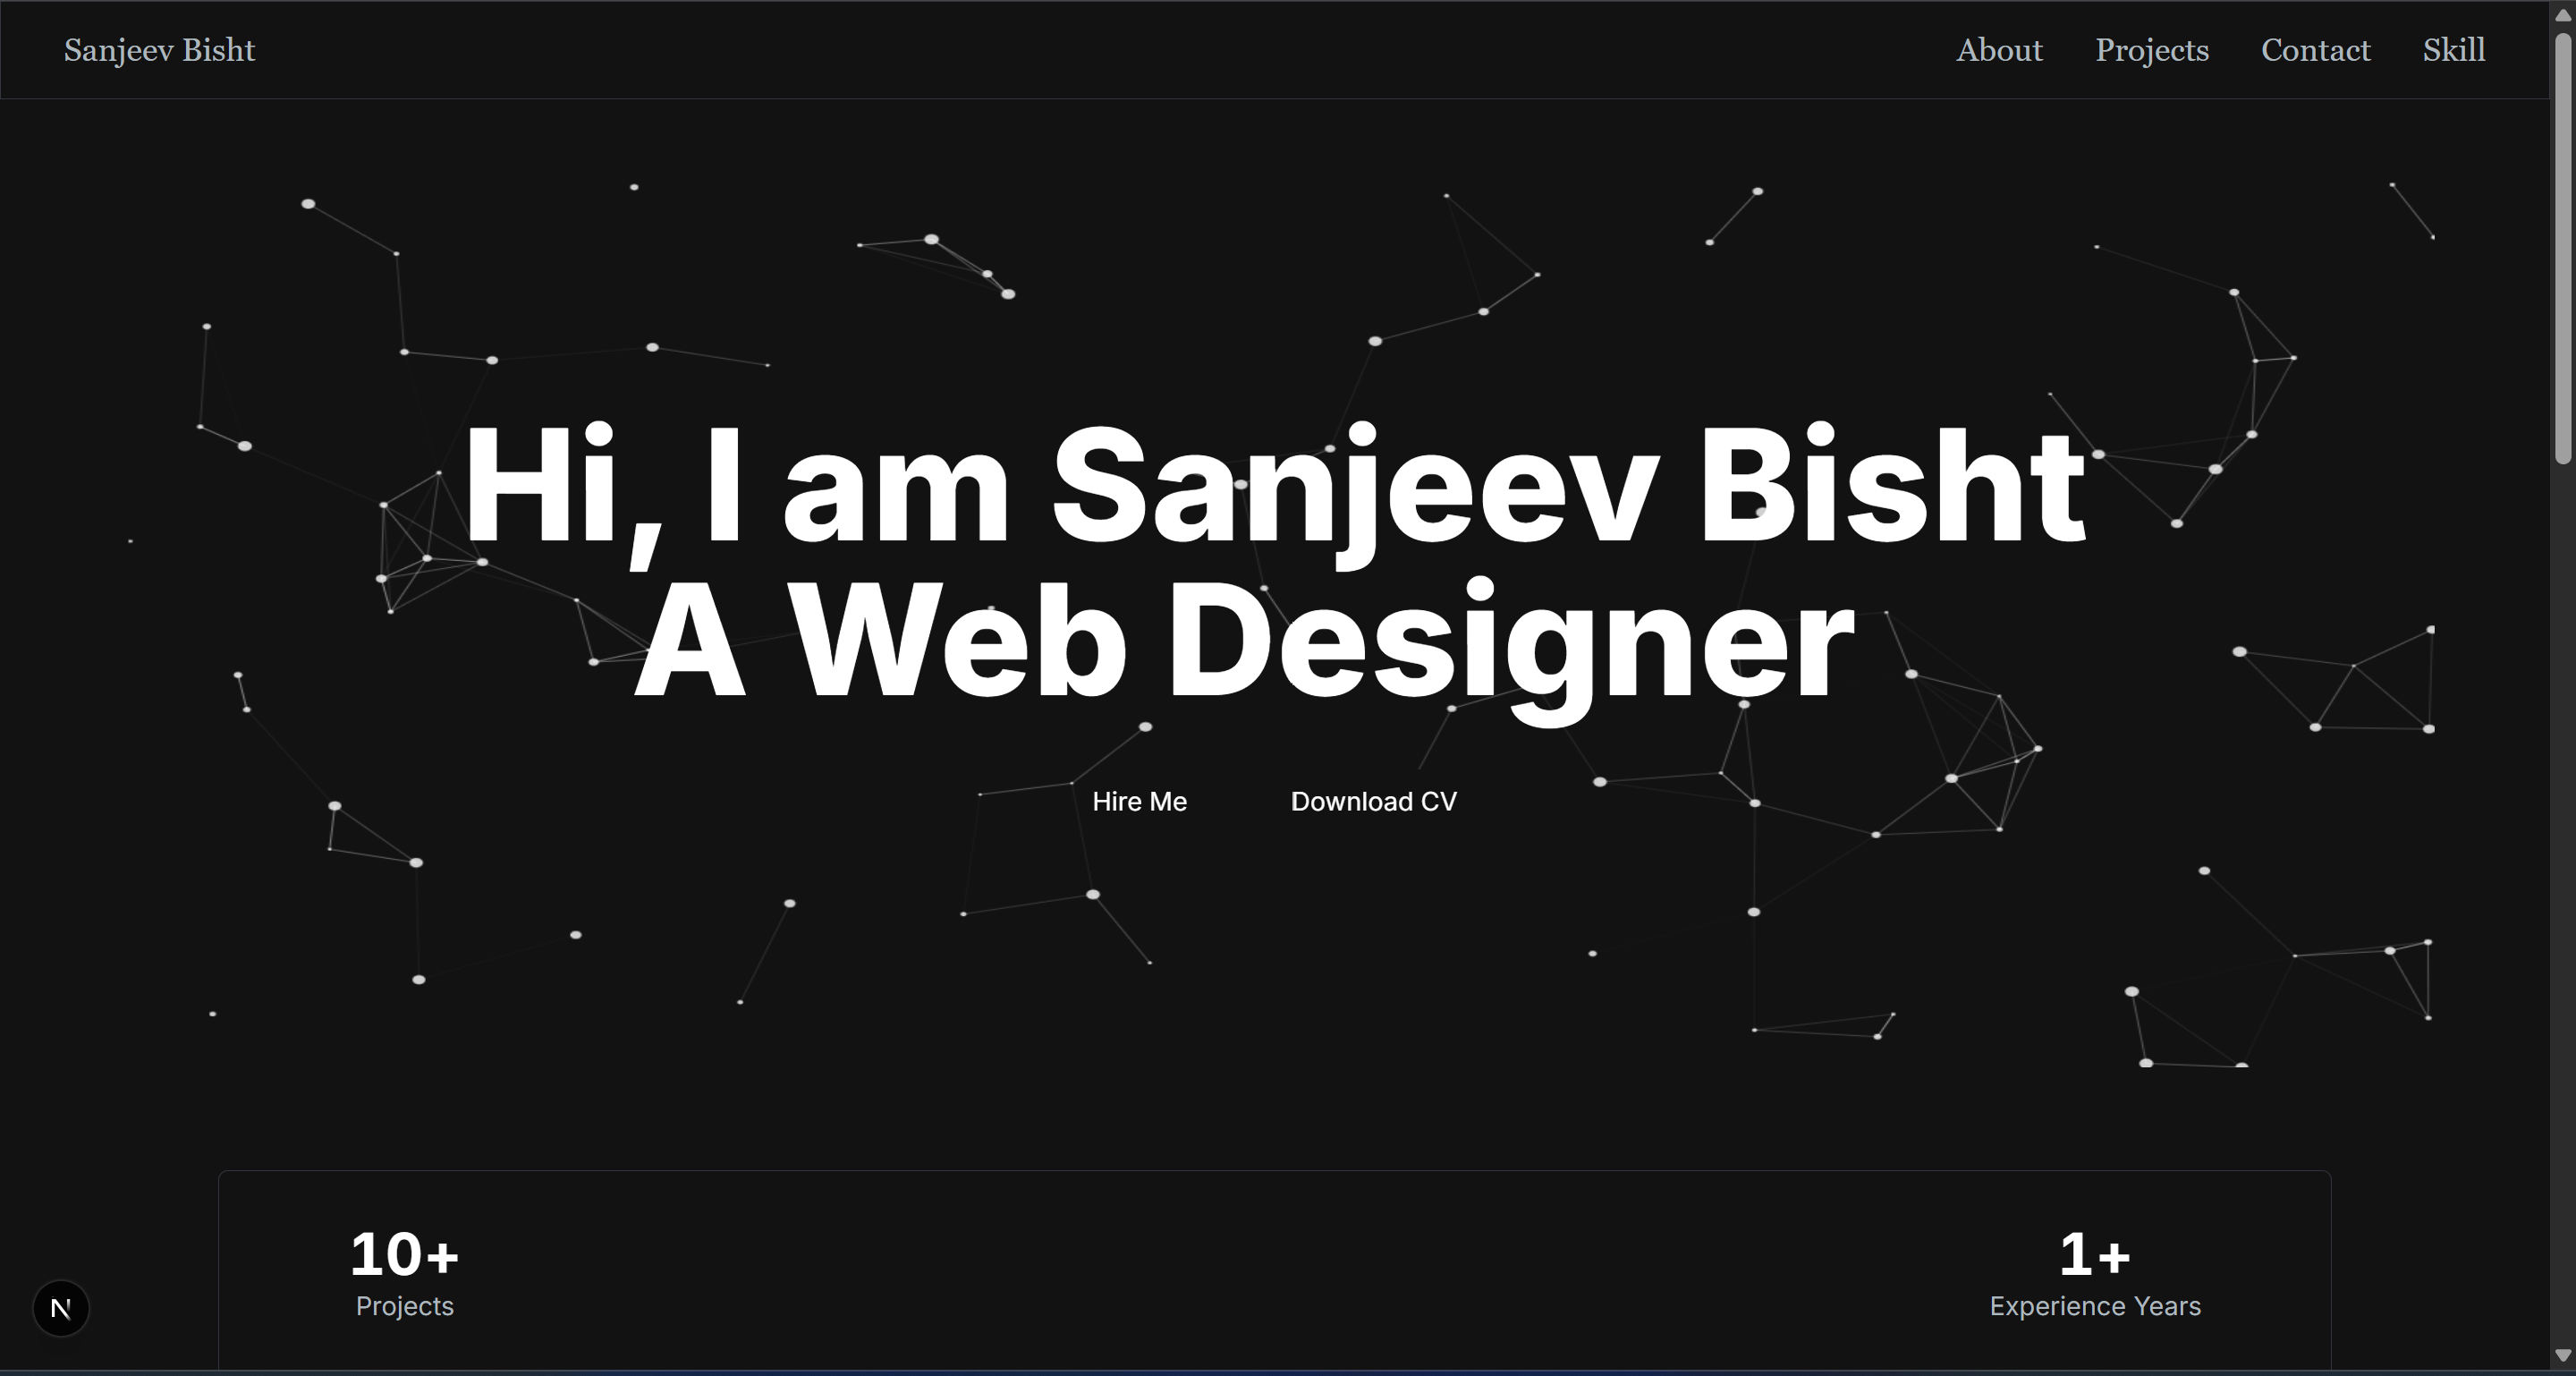 Sanjeev Bisht
About Projects Contact Skill
Hi, I am Sanjeev Bisht
A Web Designer
Hire Me Download CV
10+ 1+
Projects Experience Years
N